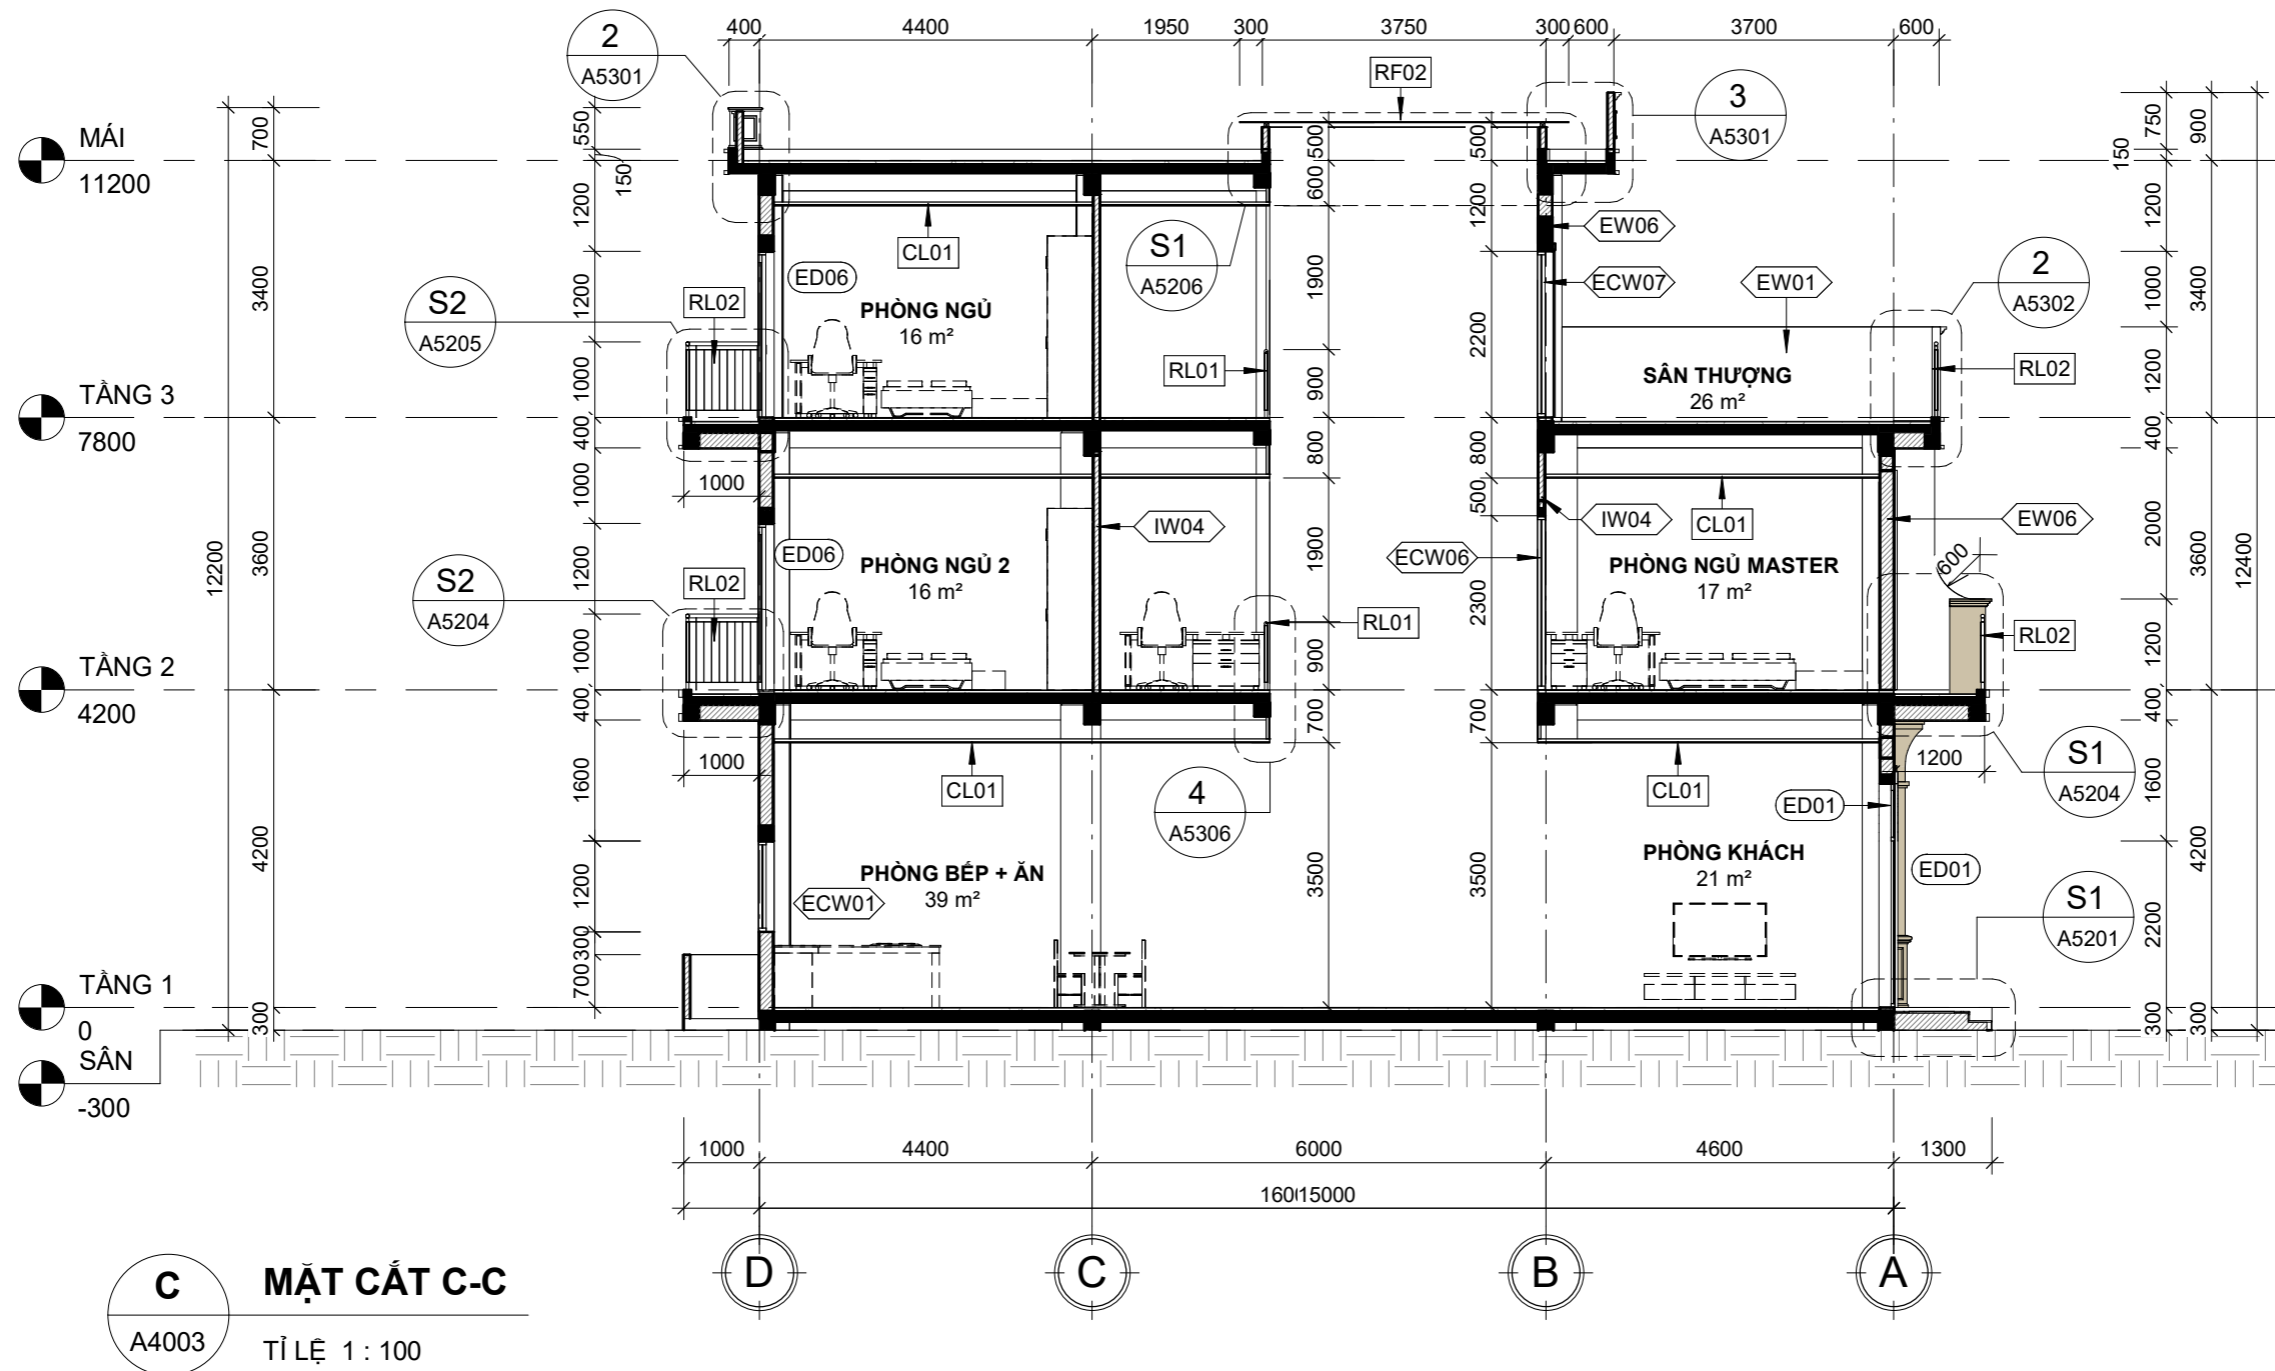 400 4400 1950 300 3750 300 600 3700 600
2
A5301
RF02
3
A5301
MÁI
11200
700
550
150
1200
500
600
500
1200
750
150
900
EW06
CL01
S1
A5206
ED06
PHÒNG NGỦ
16 m²
ECW07
EW01
2
A5302
S2
A5205
RL02
3400
1200
1000
1900
900
2200
1200
1000
1200
3400
RL01
SÂN THƯỢNG
26 m²
RL02
TẦNG 3
7800
400
800
800
400
1000
1000
500
12200
3600
1200
1000
ED06
PHÒNG NGỦ 2
16 m²
IW04
1900
900
ECW06
2300
IW04
CL01
PHÒNG NGỦ MASTER
17 m²
EW06
2000
1200
3600
12400
600
S2
A5204
RL02
RL01
RL02
TẦNG 2
4200
400
700
700
400
1000
1200
CL01
4
A5306
CL01
ED01
S1
A5204
1600
1600
4200
4200
PHÒNG BẾP + ĂN
39 m²
ECW01
3500
3500
PHÒNG KHÁCH
21 m²
ED01
S1
A5201
1200
300
700
2200
TẦNG 1
0
300
300
300
SÂN
-300
1000 4400 6000 4600 1300
15000
D C B A
C
A4003
MẶT CẮT C-C
TỈ LỆ 1 : 100